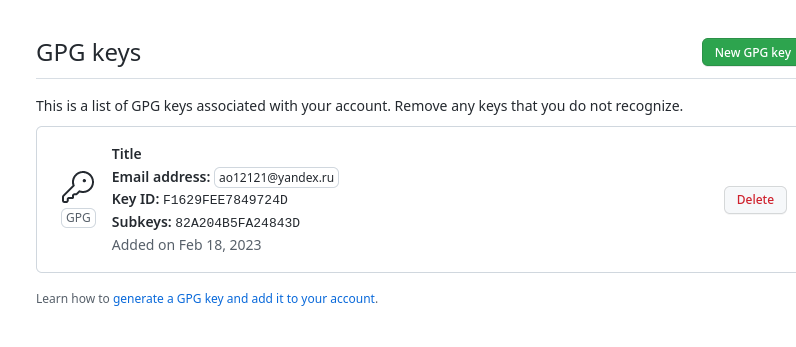 GPG keys
New GPG key
This is a list of GPG keys associated with your account. Remove any keys that you do not recognize.
Title
Email address: ao12121@yandex.ru
Key ID: F1629FEE7849724D
GPG
Subkeys: 82A204B5FA24843D
Added on Feb 18, 2023
Delete
Learn how to generate a GPG key and add it to your account.